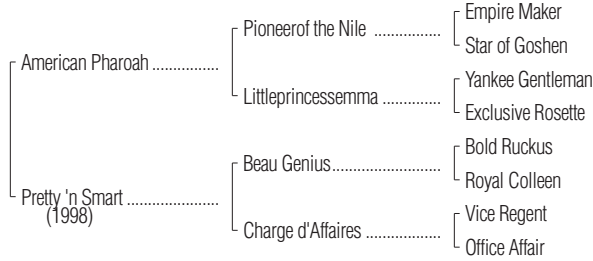 Empire Maker
Pioneerof the Nile ................
Star of Goshen
American Pharoah ................
Yankee Gentleman
Littleprincessemma ..............
Exclusive Rosette
Bold Ruckus
Beau Genius..........................
Royal Colleen
Pretty 'n Smart ......................
(1998)
Vice Regent
Charge d'Affaires ..................
Office Affair